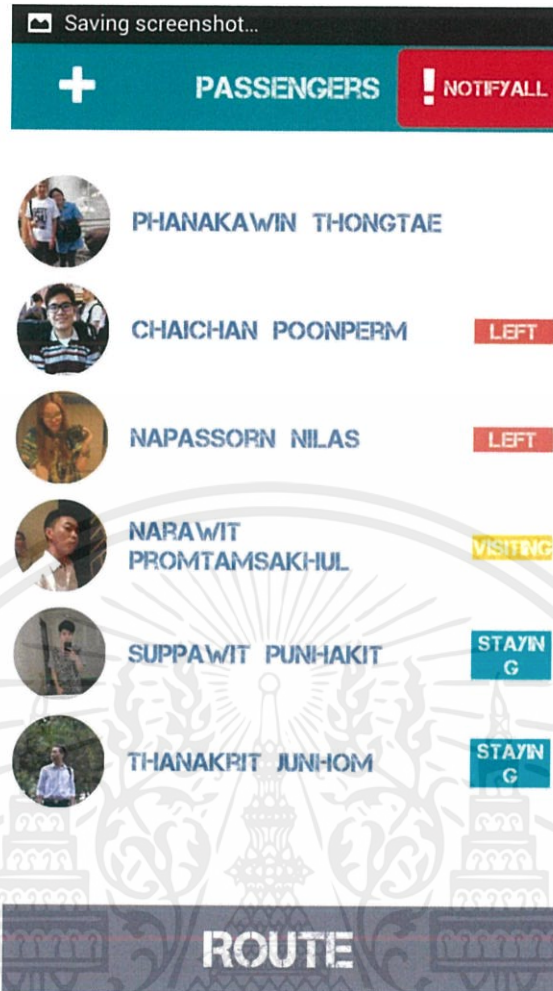 Saving screenshot...
+ PASSENGERS ! NOTIFYALL
PHANAKAWIN THONGTAE
CHAICHAN POONPERM LEFT
NAPASSORN NILAS LEFT
NARAWIT
PROMTAMSAKHUL VISITING
SUPPAWIT PUNHAKIT STAYIN
G
THANAKRIT JUNHOM STAYIN
G
ROUTE